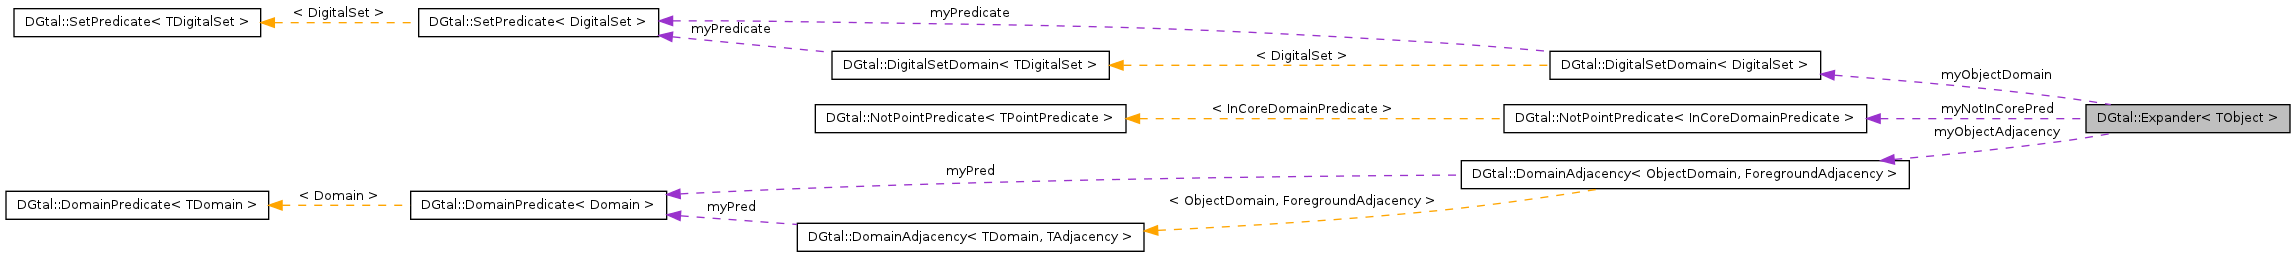 DGtal::SetPredicate< TDigitalSet >
< DigitalSet >
DGtal::SetPredicate< DigitalSet >
myPredicate
myPredicate
DGtal::DigitalSetDomain< TDigitalSet >
< DigitalSet >
DGtal::DigitalSetDomain< DigitalSet >
myObjectDomain
DGtal::NotPointPredicate< TPointPredicate >
< InCoreDomainPredicate >
DGtal::NotPointPredicate< InCoreDomainPredicate >
myNotInCorePred
DGtal::Expander< TObject >
myObjectAdjacency
myPred
DGtal::DomainAdjacency< ObjectDomain, ForegroundAdjacency >
DGtal::DomainPredicate< TDomain >
< Domain >
DGtal::DomainPredicate< Domain >
myPred
< ObjectDomain, ForegroundAdjacency >
DGtal::DomainAdjacency< TDomain, TAdjacency >